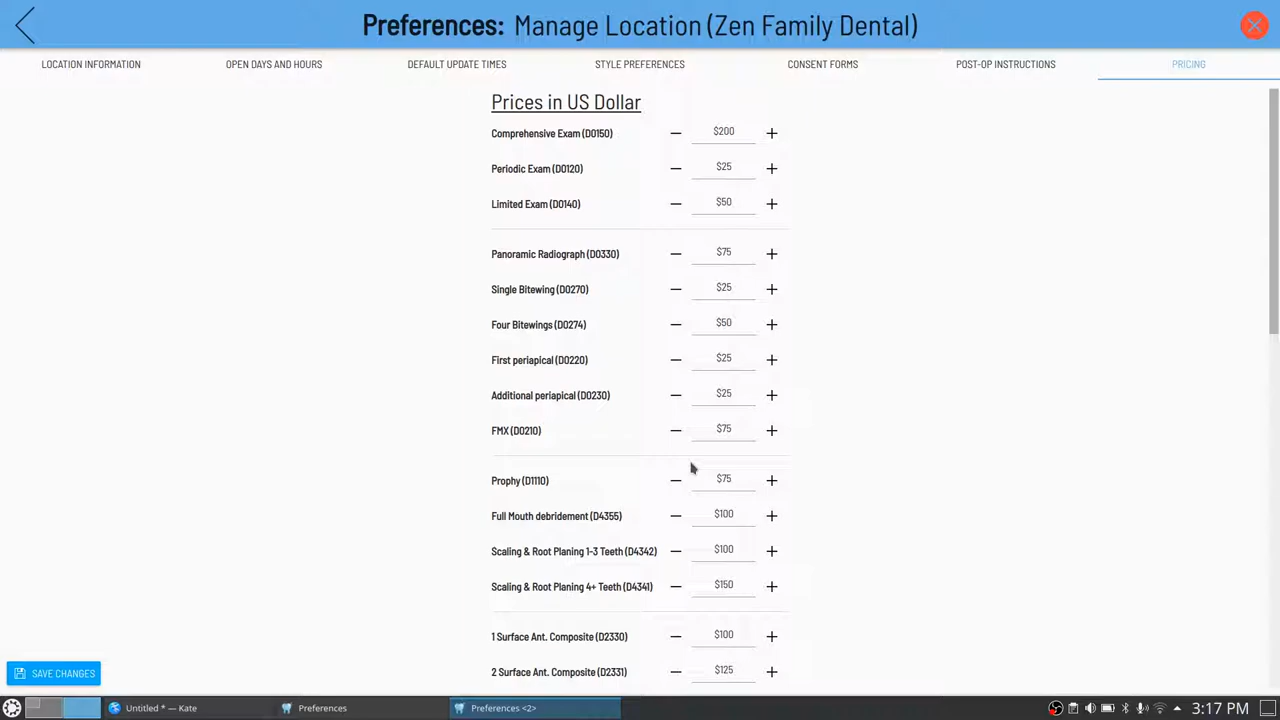 Preferences: Manage Location (Zen Family Dental)
LOCATION INFORMATION OPEN DAYS AND HOURS DEFAULT UPDATE TIMES STYLE PREFERENCES CONSENT FORMS POST-OP INSTRUCTIONS PRICING
Prices in US Dollar
Comprehensive Exam (D0150) − $200 +
Periodic Exam (D0120) − $25 +
Limited Exam (D0140) − $50 +
Panoramic Radiograph (D0330) − $75 +
Single Bitewing (D0270) − $25 +
Four Bitewings (D0274) − $50 +
First periapical (D0220) − $25 +
Additional periapical (D0230) − $25 +
FMX (D0210) − $75 +
Prophy (D1110) − $75 +
Full Mouth debridement (D4355) − $100 +
Scaling & Root Planing 1-3 Teeth (D4342) − $100 +
Scaling & Root Planing 4+ Teeth (D4341) − $150 +
1 Surface Ant. Composite (D2330) − $100 +
2 Surface Ant. Composite (D2331) − $125 +
SAVE CHANGES
Untitled * — Kate Preferences Preferences <2> 3:17 PM